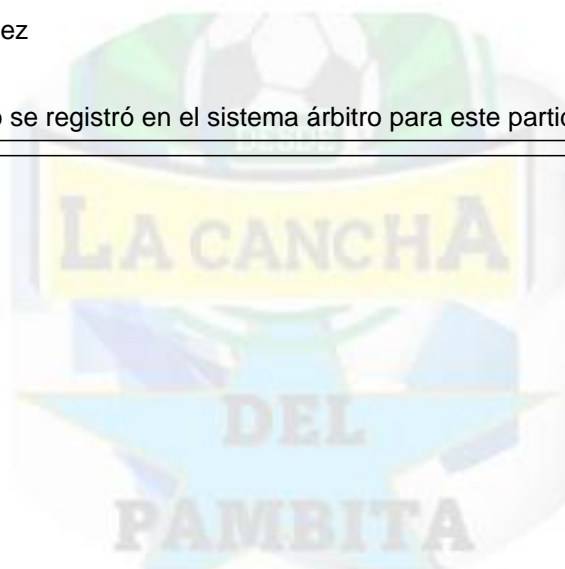 ez
o se registró en el sistema árbitro para este partid
DESDE
LA CANCHA
DEL
PAMBITA